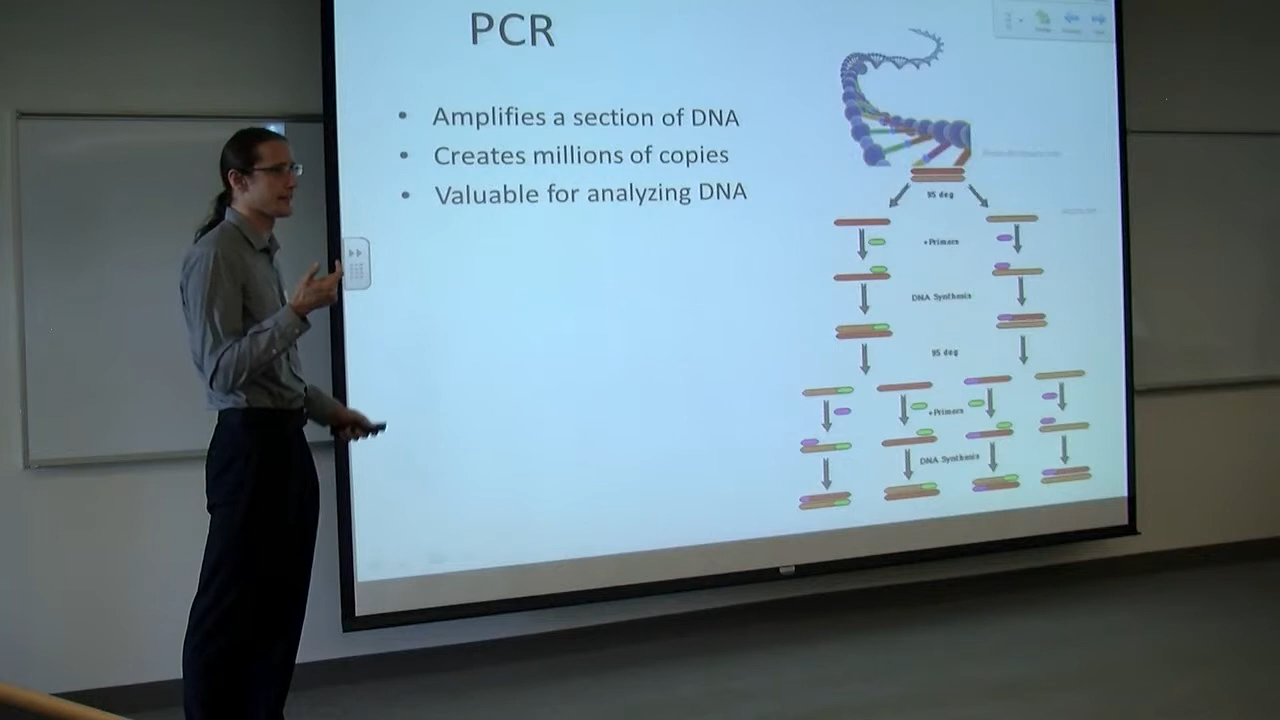 PCR
• Amplifies a section of DNA
• Creates millions of copies
• Valuable for analyzing DNA
95 deg
+Primers
DNA Synthesis
95 deg
+Primers
DNA Synthesis